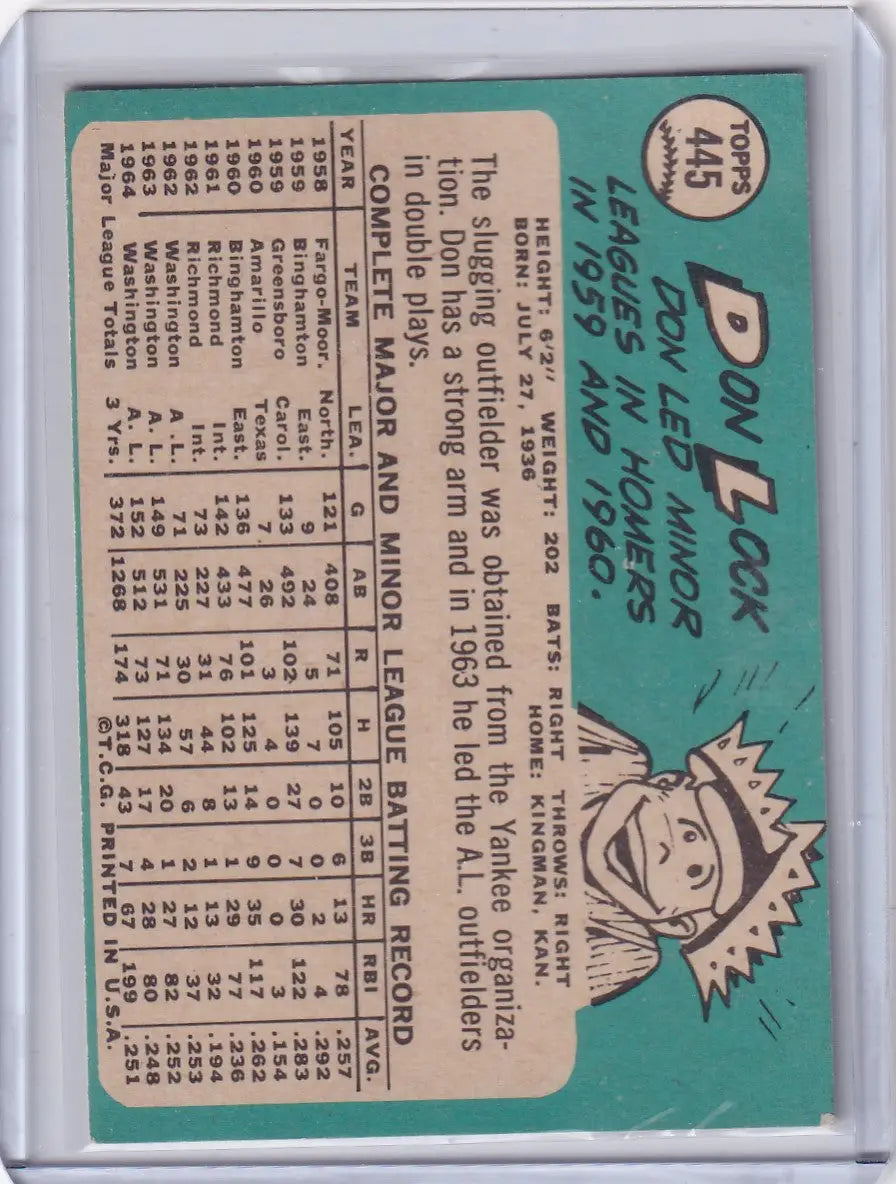 TOPPS
445
DON LOCK
DON LED MINOR
LEAGUES IN HOMERS
IN 1959 AND 1960.
HEIGHT: 6'2" WEIGHT: 202 BATS: RIGHT THROWS: RIGHT
BORN: JULY 27, 1936 HOME: KINGMAN, KAN.
The slugging outfielder was obtained from the Yankee organiza-
tion. Don has a strong arm and in 1963 he led the A.L. outfielders
in double plays.
COMPLETE MAJOR AND MINOR LEAGUE BATTING RECORD
YEAR TEAM LEA. G AB R H 2B 3B HR RBI AVG.
1958 Fargo-Moor. North. 121 408 71 105 10 6 13 78 .257
1959 Binghamton East. 9 24 5 7 0 0 2 4 .292
1959 Greensboro Carol. 133 492 102 139 27 7 30 122 .283
1960 Amarillo Texas 7 26 3 4 0 0 0 3 .154
1960 Binghamton East. 136 477 101 125 14 9 35 117 .262
1961 Richmond Int. 142 433 76 102 13 1 29 77 .236
1962 Richmond Int. 73 227 31 44 8 1 13 32 .194
1962 Washington A .L. 71 225 30 57 6 2 12 37 .253
1963 Washington A. L. 149 531 71 134 20 1 27 82 .252
1964 Washington A. L. 152 512 73 127 17 4 28 80 .248
Major League Totals 3 Yrs. 372 1268 174 318 43 7 67 199 .251
©T.C.G. PRINTED IN U.S.A.